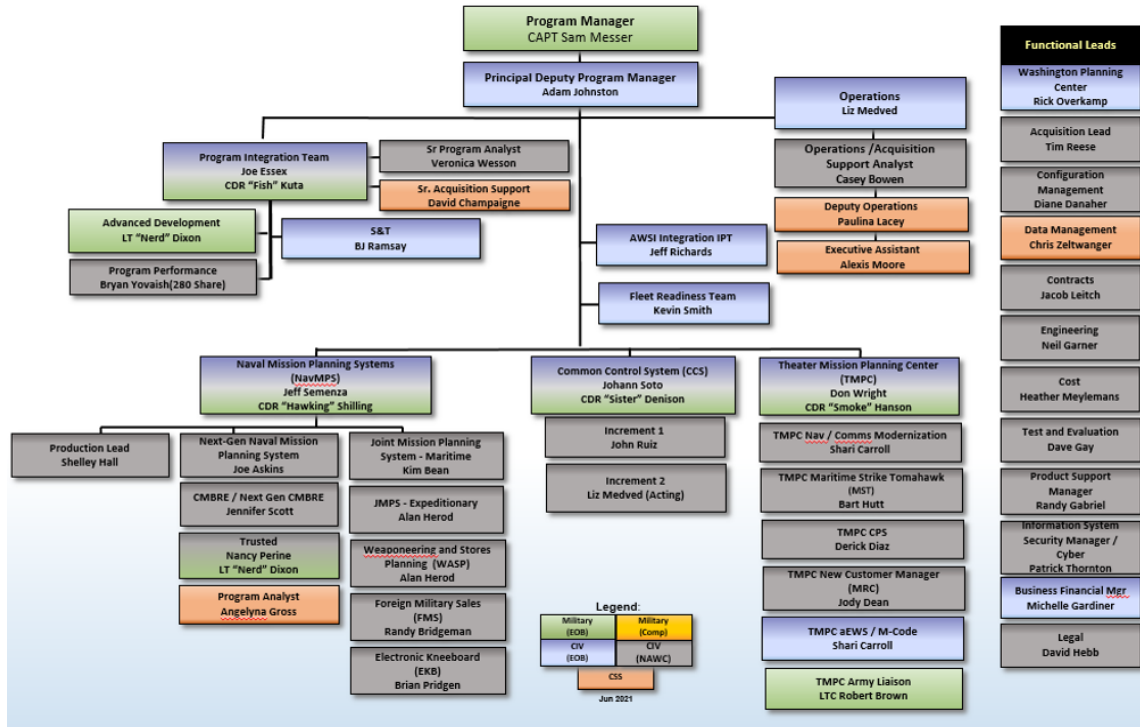 Program Manager
CAPT Sam Messer
Principal Deputy Program Manager
Adam Johnston
Operations
Liz Medved
Operations /Acquisition
Support Analyst
Casey Bowen
Deputy Operations
Paulina Lacey
Executive Assistant
Alexis Moore
Program Integration Team
Joe Essex
CDR "Fish" Kuta
Sr Program Analyst
Veronica Wesson
Sr. Acquisition Support
David Champaigne
Advanced Development
LT "Nerd" Dixon
S&T
BJ Ramsay
Program Performance
Bryan Yovaish(280 Share)
AWSI Integration IPT
Jeff Richards
Fleet Readiness Team
Kevin Smith
Naval Mission Planning Systems
(NavMPS)
Jeff Semenza
CDR "Hawking" Shilling
Production Lead
Shelley Hall
Next-Gen Naval Mission
Planning System
Joe Askins
CMBRE / Next Gen CMBRE
Jennifer Scott
Trusted
Nancy Perine
LT "Nerd" Dixon
Program Analyst
Angelyna Gross
Joint Mission Planning
System - Maritime
Kim Bean
JMPS - Expeditionary
Alan Herod
Weaponeering and Stores
Planning (WASP)
Alan Herod
Foreign Military Sales
(FMS)
Randy Bridgeman
Electronic Kneeboard
(EKB)
Brian Pridgen
Common Control System (CCS)
Johann Soto
CDR "Sister" Denison
Increment 1
John Ruiz
Increment 2
Liz Medved (Acting)
Theater Mission Planning Center
(TMPC)
Don Wright
CDR "Smoke" Hanson
TMPC Nav / Comms Modernization
Shari Carroll
TMPC Maritime Strike Tomahawk
(MST)
Bart Hutt
TMPC CPS
Derick Diaz
TMPC New Customer Manager
(MRC)
Jody Dean
TMPC aEWS / M-Code
Shari Carroll
TMPC Army Liaison
LTC Robert Brown
Legend:
Military
(EOB)
Military
(Comp)
CIV
(EOB)
CIV
(NAWC)
CSS
Jun 2021
Functional Leads
Washington Planning
Center
Rick Overkamp
Acquisition Lead
Tim Reese
Configuration
Management
Diane Danaher
Data Management
Chris Zeltwanger
Contracts
Jacob Leitch
Engineering
Neil Garner
Cost
Heather Meylemans
Test and Evaluation
Dave Gay
Product Support
Manager
Randy Gabriel
Information System
Security Manager /
Cyber
Patrick Thornton
Business Financial Mgr
Michelle Gardiner
Legal
David Hebb